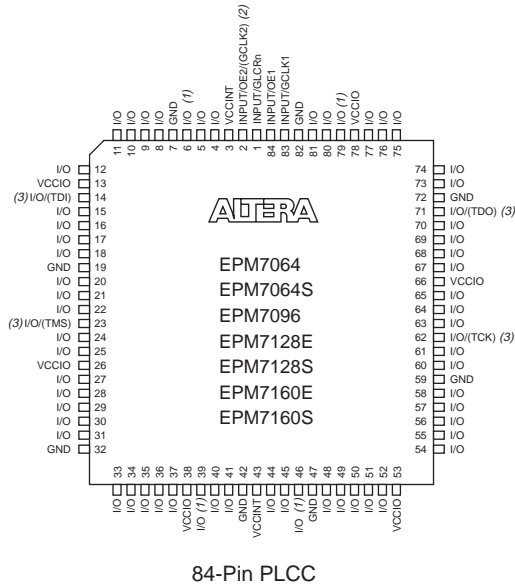 I/O 11
I/O 10
I/O 9
I/O 8
GND 7
I/O (1) 6
I/O 5
I/O 4
VCCINT 3
INPUT/OE2/(GCLK2) (2) 2
INPUT/GLCRn 1
INPUT/OE1 84
INPUT/GCLK1 83
GND 82
I/O 81
I/O 80
I/O (1) 79
VCCIO 78
I/O 77
I/O 76
I/O 75
I/O 12
VCCIO 13
(3) I/O/(TDI) 14
I/O 15
I/O 16
I/O 17
I/O 18
GND 19
I/O 20
I/O 21
I/O 22
(3) I/O/(TMS) 23
I/O 24
I/O 25
VCCIO 26
I/O 27
I/O 28
I/O 29
I/O 30
I/O 31
GND 32
ALTERA
EPM7064
EPM7064S
EPM7096
EPM7128E
EPM7128S
EPM7160E
EPM7160S
74 I/O
73 I/O
72 GND
71 I/O/(TDO) (3)
70 I/O
69 I/O
68 I/O
67 I/O
66 VCCIO
65 I/O
64 I/O
63 I/O
62 I/O/(TCK) (3)
61 I/O
60 I/O
59 GND
58 I/O
57 I/O
56 I/O
55 I/O
54 I/O
33 I/O
34 I/O
35 I/O
36 I/O
37 I/O
38 VCCIO
39 I/O (1)
40 I/O
41 I/O
42 GND
43 VCCINT
44 I/O
45 I/O
46 I/O (1)
47 GND
48 I/O
49 I/O
50 I/O
51 I/O
52 I/O
53 VCCIO
84-Pin PLCC